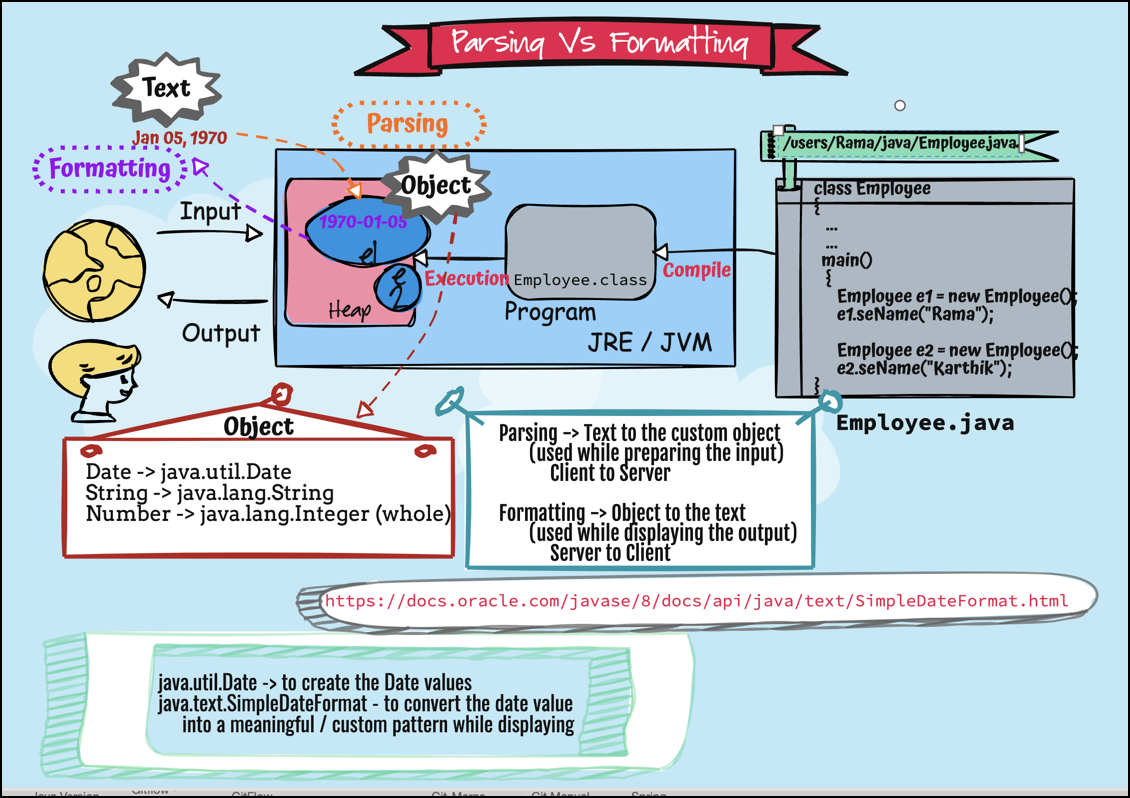 Parsing Vs Formatting
Text
Jan 05, 1970
Parsing
Formatting
/users/Rama/java/Employee.java
Object
class Employee
{
...
...
main()
{
Employee e1 = new Employee();
e1.seName("Rama");
Employee e2 = new Employee();
e2.seName("Karthik");
}
Input
1970-01-05
e1
e2
Heap
Execution
Employee.class
Compile
Program
JRE / JVM
Output
Employee.java
Object
Date -> java.util.Date
String -> java.lang.String
Number -> java.lang.Integer (whole)
Parsing -> Text to the custom object
(used while preparing the input)
Client to Server
Formatting -> Object to the text
(used while displaying the output)
Server to Client
https://docs.oracle.com/javase/8/docs/api/java/text/SimpleDateFormat.html
java.util.Date -> to create the Date values
java.text.SimpleDateFormat - to convert the date value
into a meaningful / custom pattern while displaying